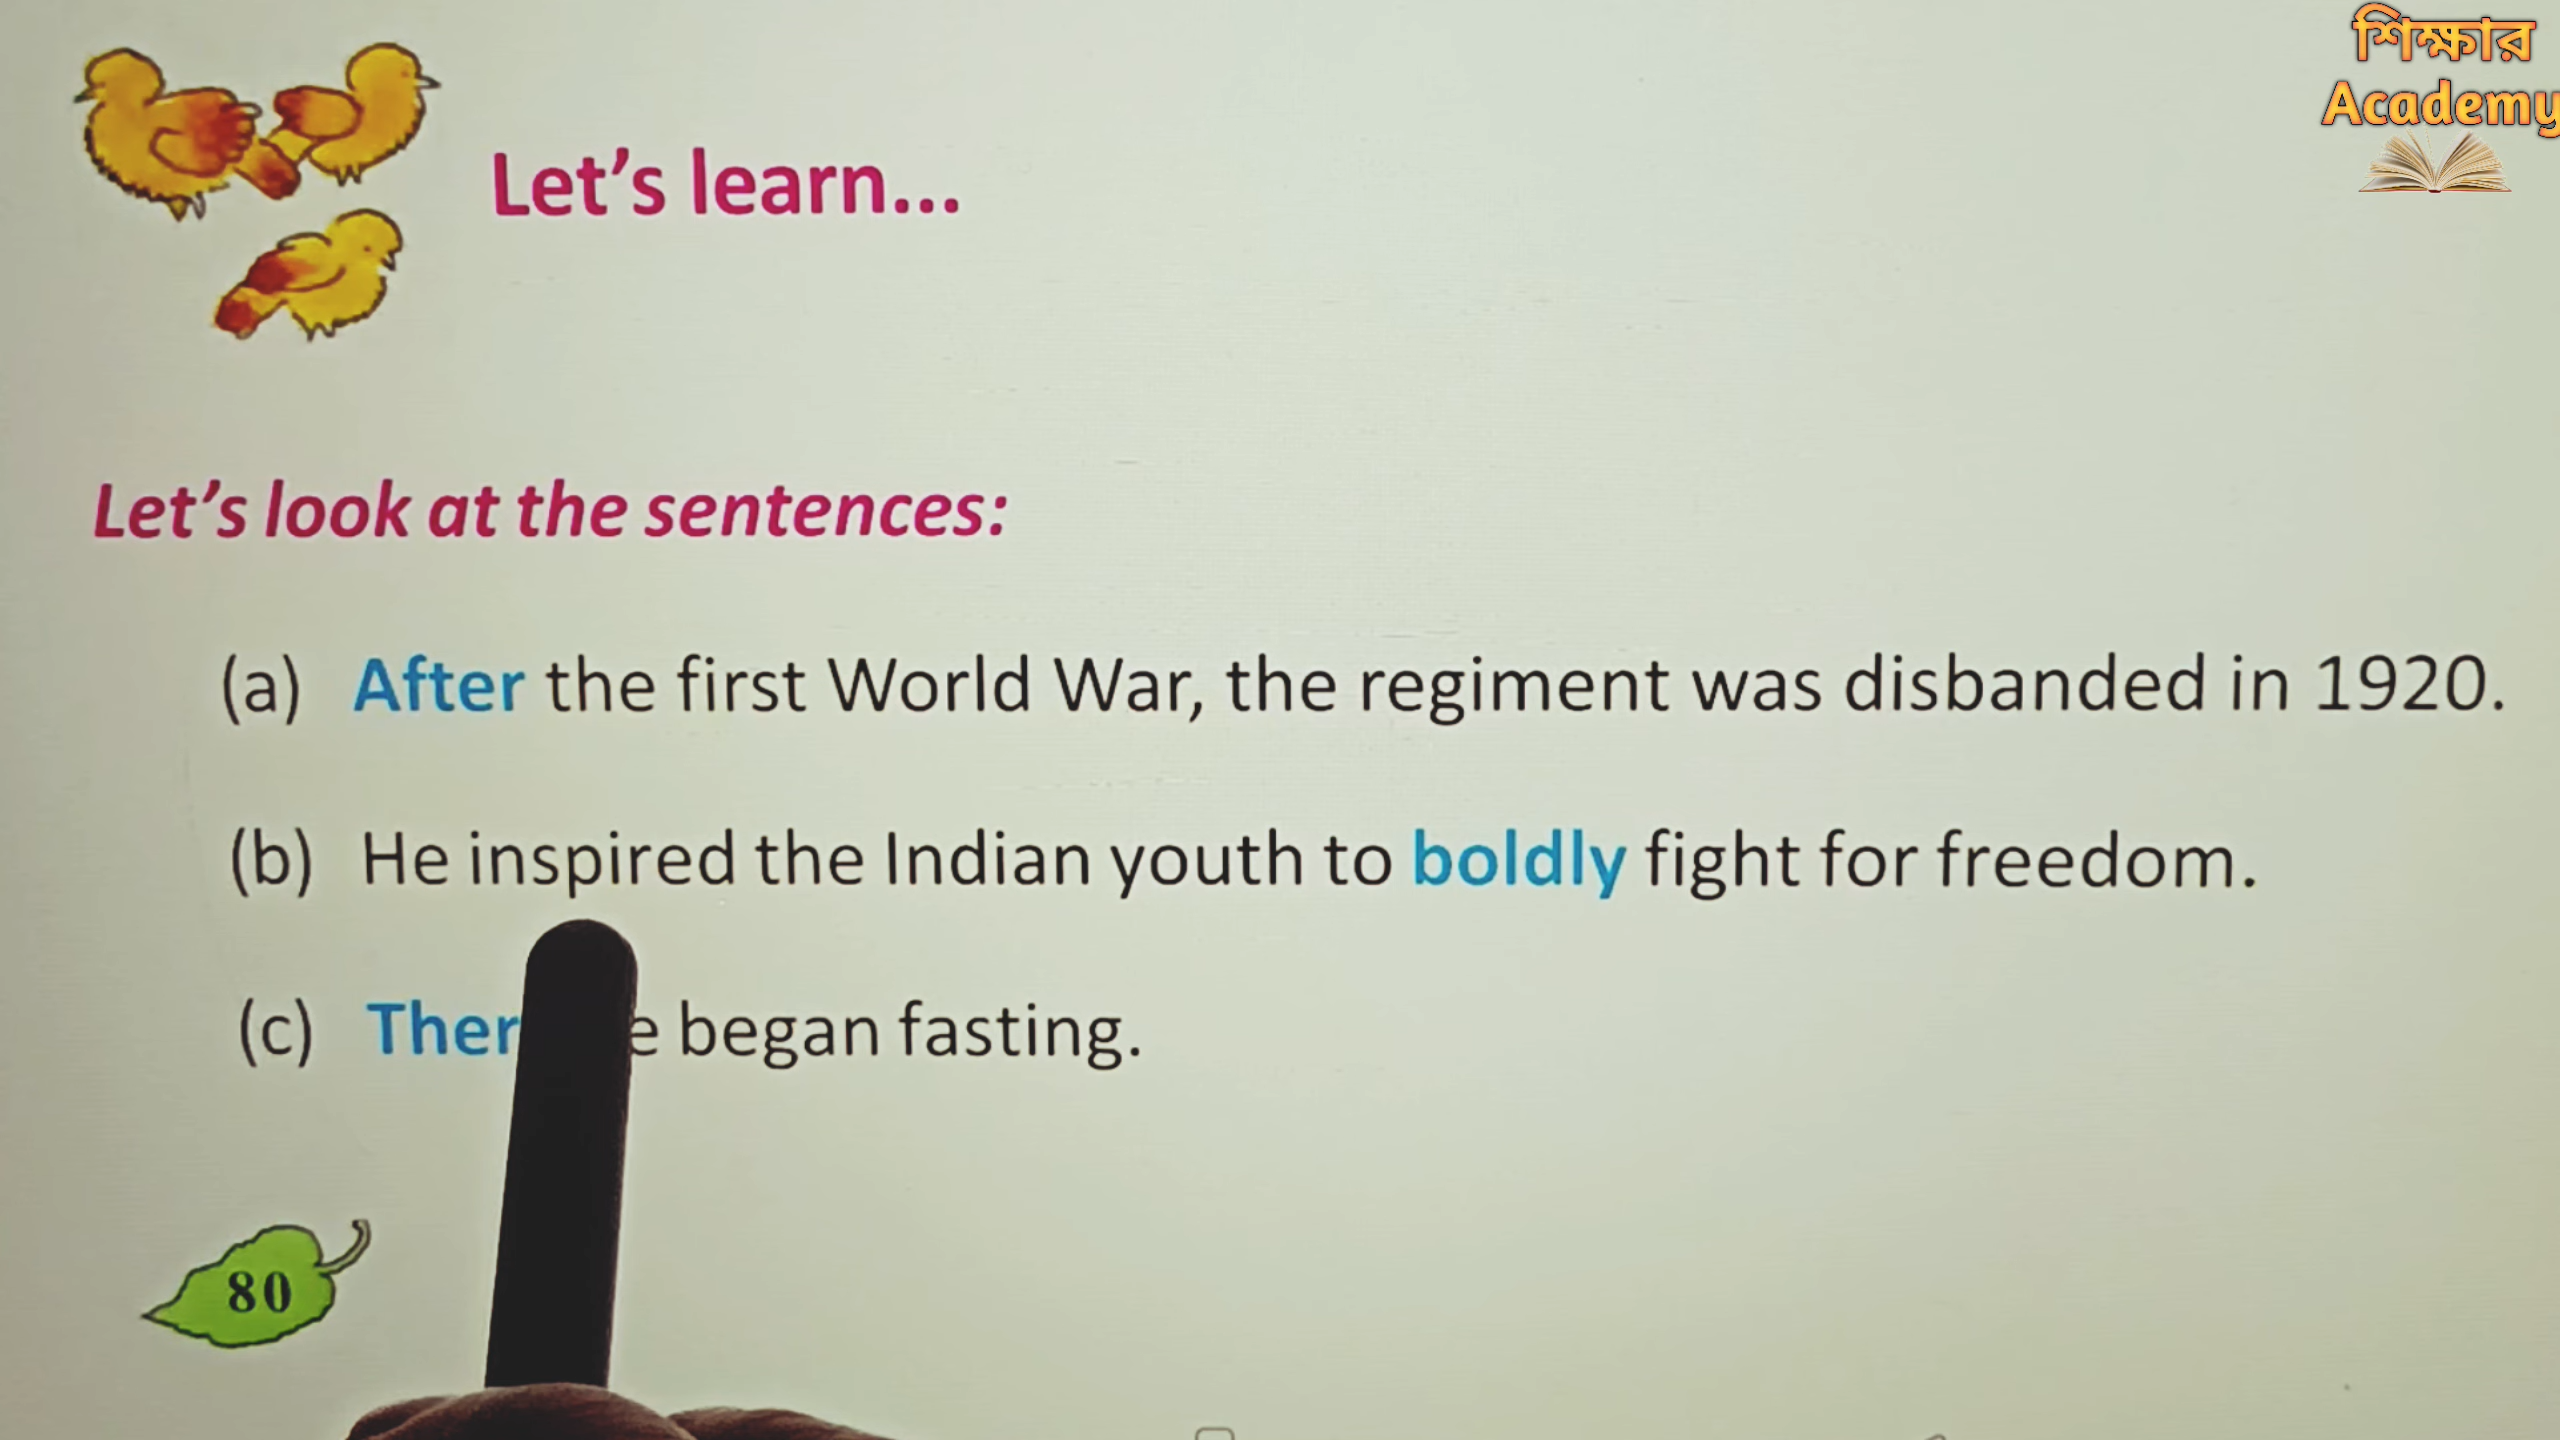 শিক্ষার
Academy
Let's learn...
Let's look at the sentences:
(a) After the first World War, the regiment was disbanded in 1920.
(b) He inspired the Indian youth to boldly fight for freedom.
(c) began fasting.
80